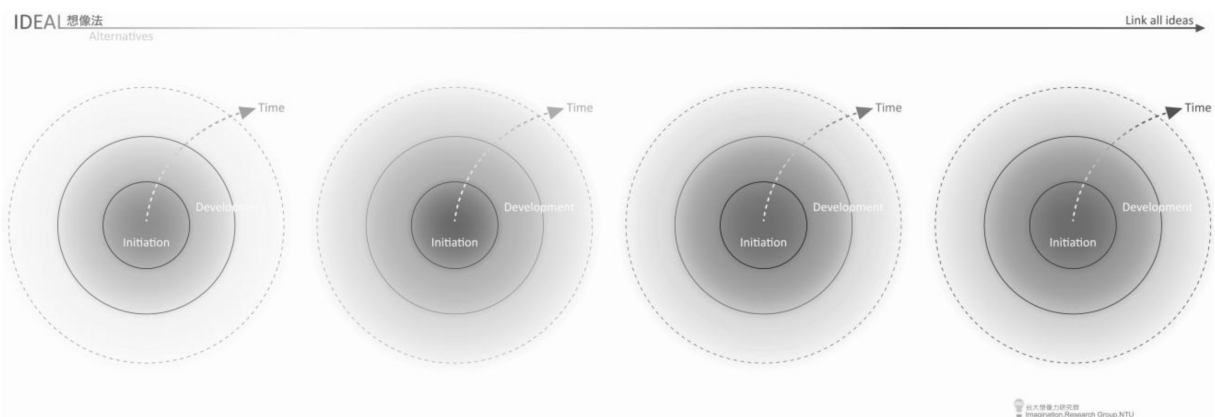 IDEAL 想像法
Link all ideas
Alternatives
Time
Time
Time
Time
Development
Development
Development
Development
Initiation
Initiation
Initiation
Initiation
台大想像力研究群
Imagination Research Group,NTU